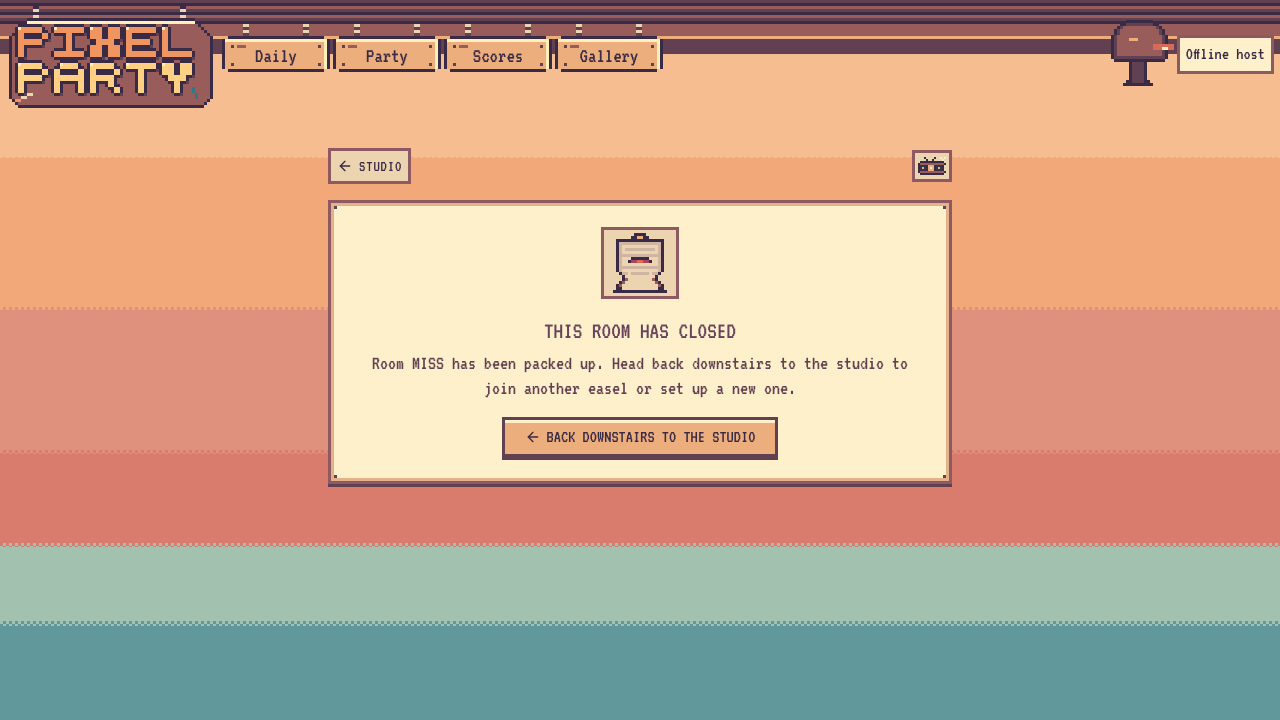 PIXEL
PARTY
Daily
Party
Scores
Gallery
Offline host
← STUDIO
THIS ROOM HAS CLOSED
Room MISS has been packed up. Head back downstairs to the studio to
join another easel or set up a new one.
← BACK DOWNSTAIRS TO THE STUDIO